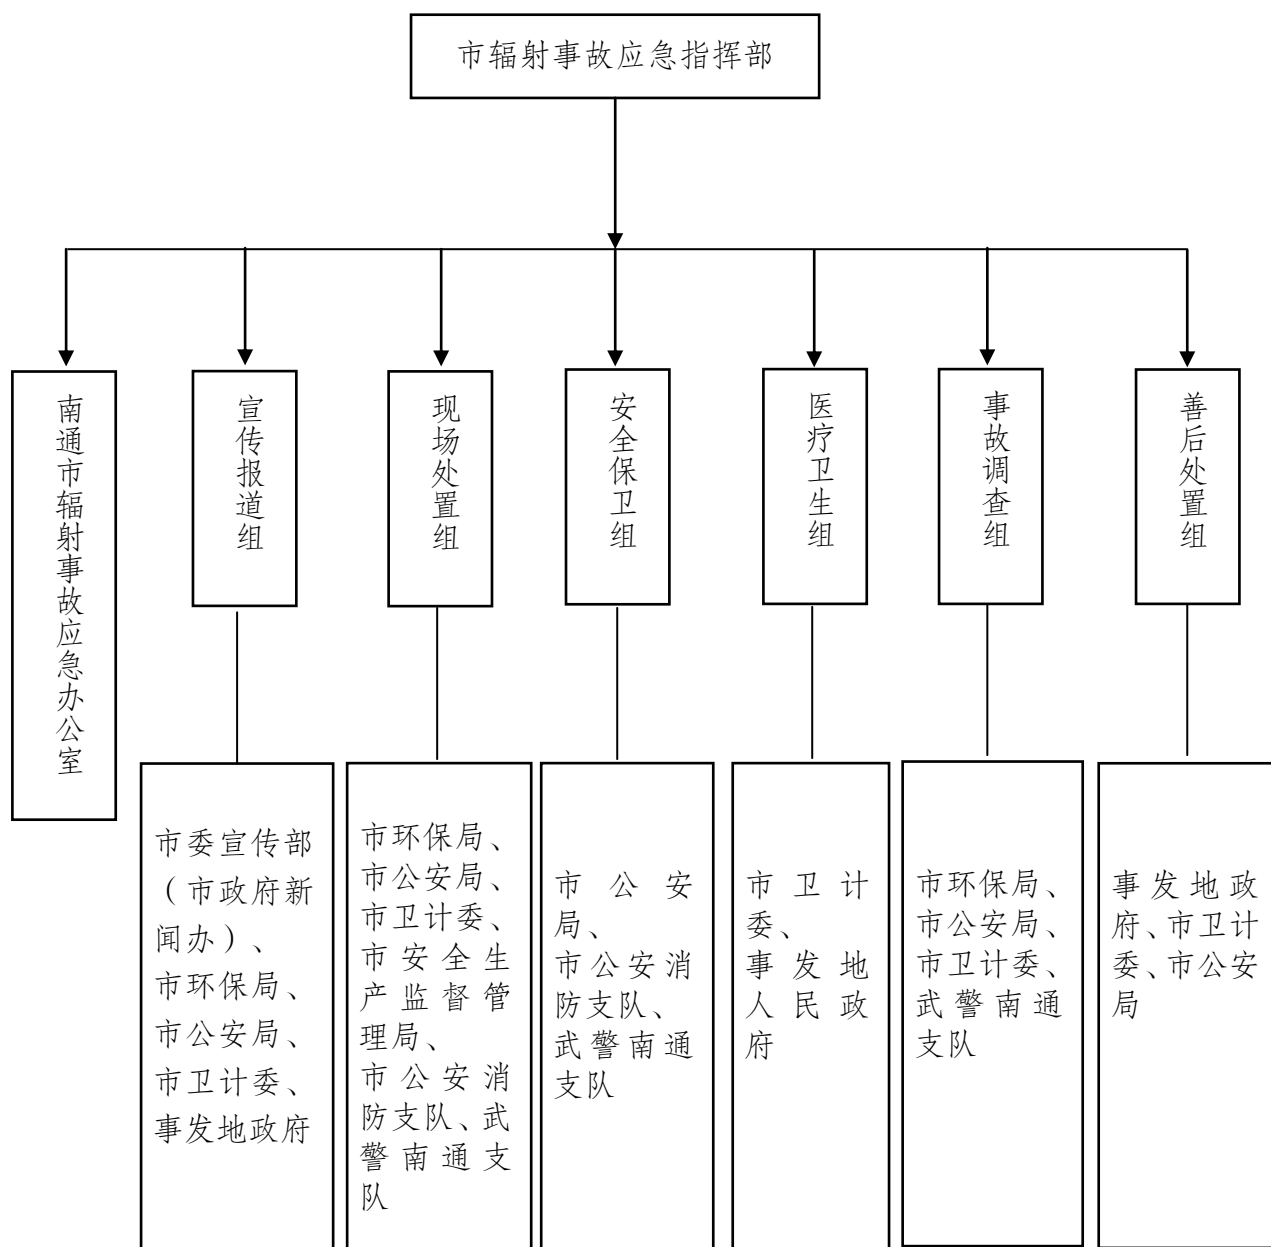 市辐射事故应急指挥部
南通市辐射事故应急办公室
宣传报道组
现场处置组
安全保卫组
医疗卫生组
事故调查组
善后处置组
市委宣传部
（市政府新
闻办）、
市环保局、
市公安局、
市卫计委、
事发地政府
市环保局、
市公安局、
市卫计委、
市安全生
产监督管
理局、
市公安消
防支队、武
警南通支
队
市公安
局、
市公安消
防支队、
武警南通
支队
市卫计
委、
事发地
人民政
府
市环保局、
市公安局、
市卫计委、
武警南通
支队
事发地政
府、市卫计
委、市公安
局